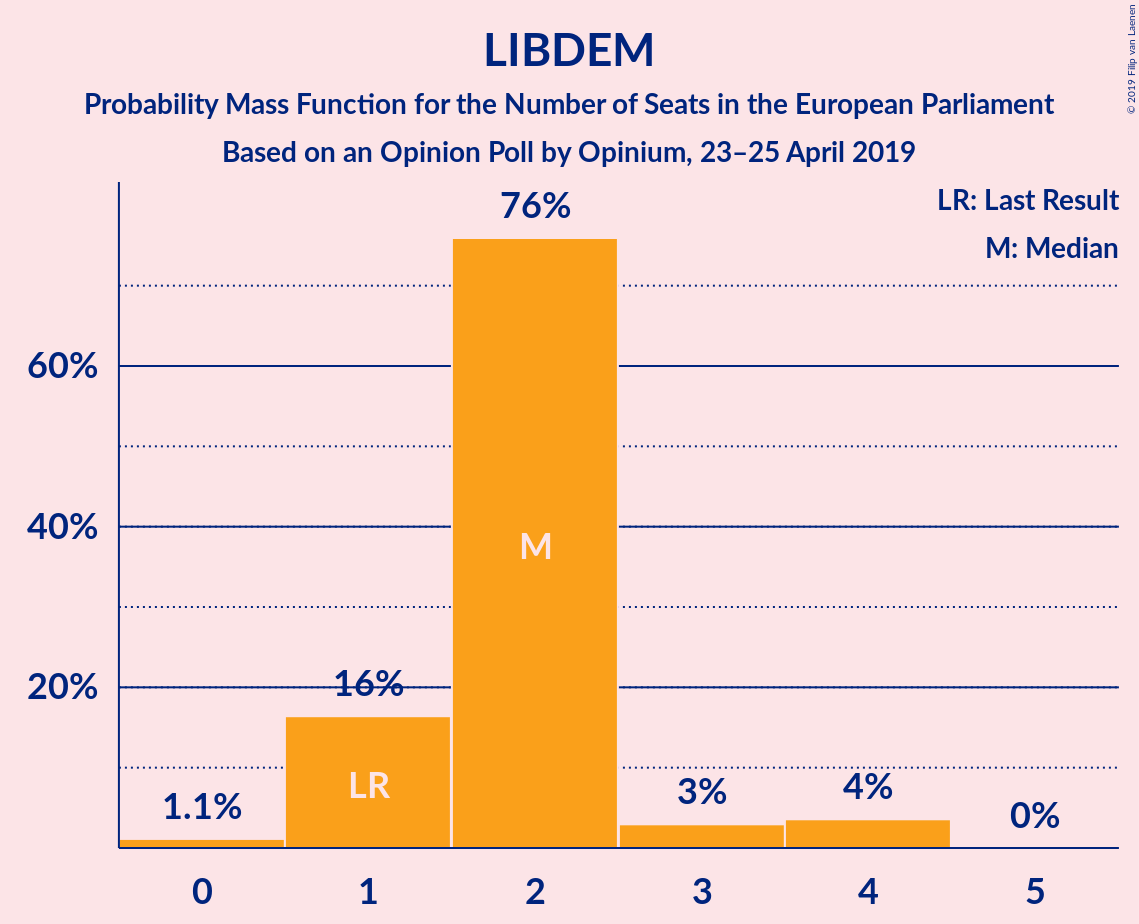 © 2019 Filip van Laenen
LIBDEM
Probability Mass Function for the Number of Seats in the European Parliament
Based on an Opinion Poll by Opinium, 23–25 April 2019
LR: Last Result
M: Median
76%
60%
40%
M
20%
16%
LR
1.1%
3%
4%
0%
0 1 2 3 4 5